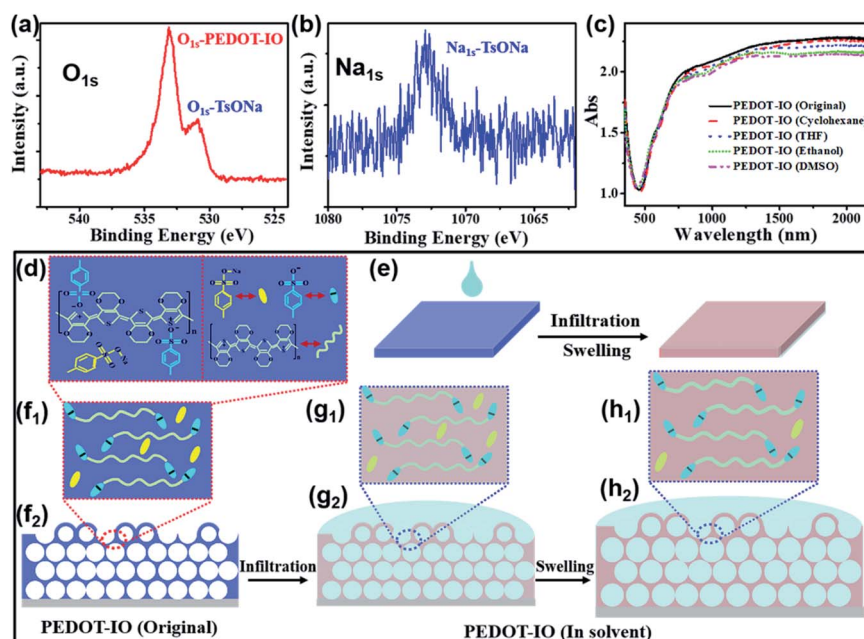 (a)
O1s-PEDOT-IO
O1s
O1s-TsONa
Intensity (a.u.)
540 535 530 525
Binding Energy (eV)
(b)
Na1s-TsONa
Na1s
Intensity (a.u.)
1080 1075 1070 1065
Binding Energy (eV)
(c)
Abs
2.5
2.0
1.5
1.0
PEDOT-IO (Original)
PEDOT-IO (Cyclohexane)
PEDOT-IO (THF)
PEDOT-IO (Ethanol)
PEDOT-IO (DMSO)
500 1000 1500 2000
Wavelength (nm)
(d)
(e)
Infiltration
Swelling
(f1)
(g1)
(h1)
(f2)
(g2)
(h2)
Infiltration
Swelling
PEDOT-IO (Original)
PEDOT-IO (In solvent)